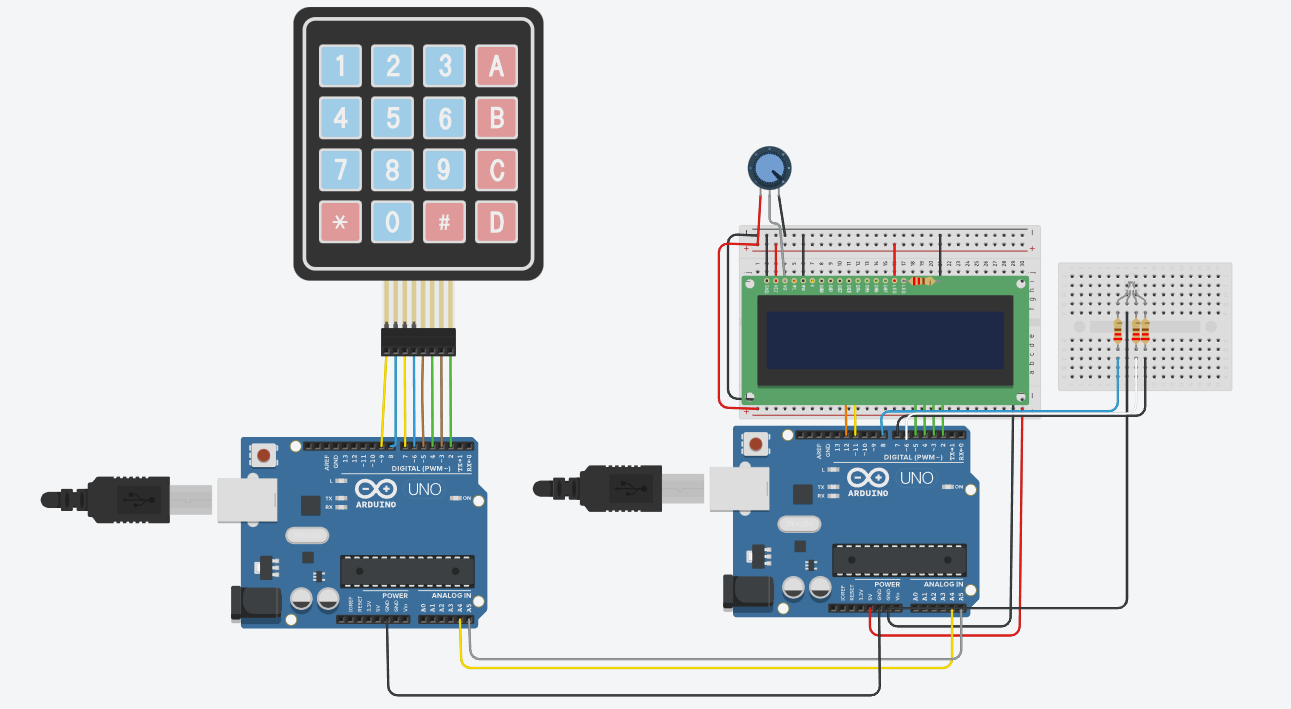 1 2 3 A
4 5 6 B
7 8 9 C
* 0 # D
AREF
GND
13
12
~11
~10
~9
8
7
~6
~5
4
~3
2
TX→1
RX←0
DIGITAL (PWM~)
L
TX
RX
UNO
ON
ARDUINO
POWER
ANALOG IN
IOREF
RESET
3.3V
5V
GND
GND
Vin
A0
A1
A2
A3
A4
A5
AREF
GND
13
12
~11
~10
~9
8
7
~6
~5
4
~3
2
TX→1
RX←0
DIGITAL (PWM~)
L
TX
RX
UNO
ON
ARDUINO
POWER
ANALOG IN
IOREF
RESET
3.3V
5V
GND
GND
Vin
A0
A1
A2
A3
A4
A5